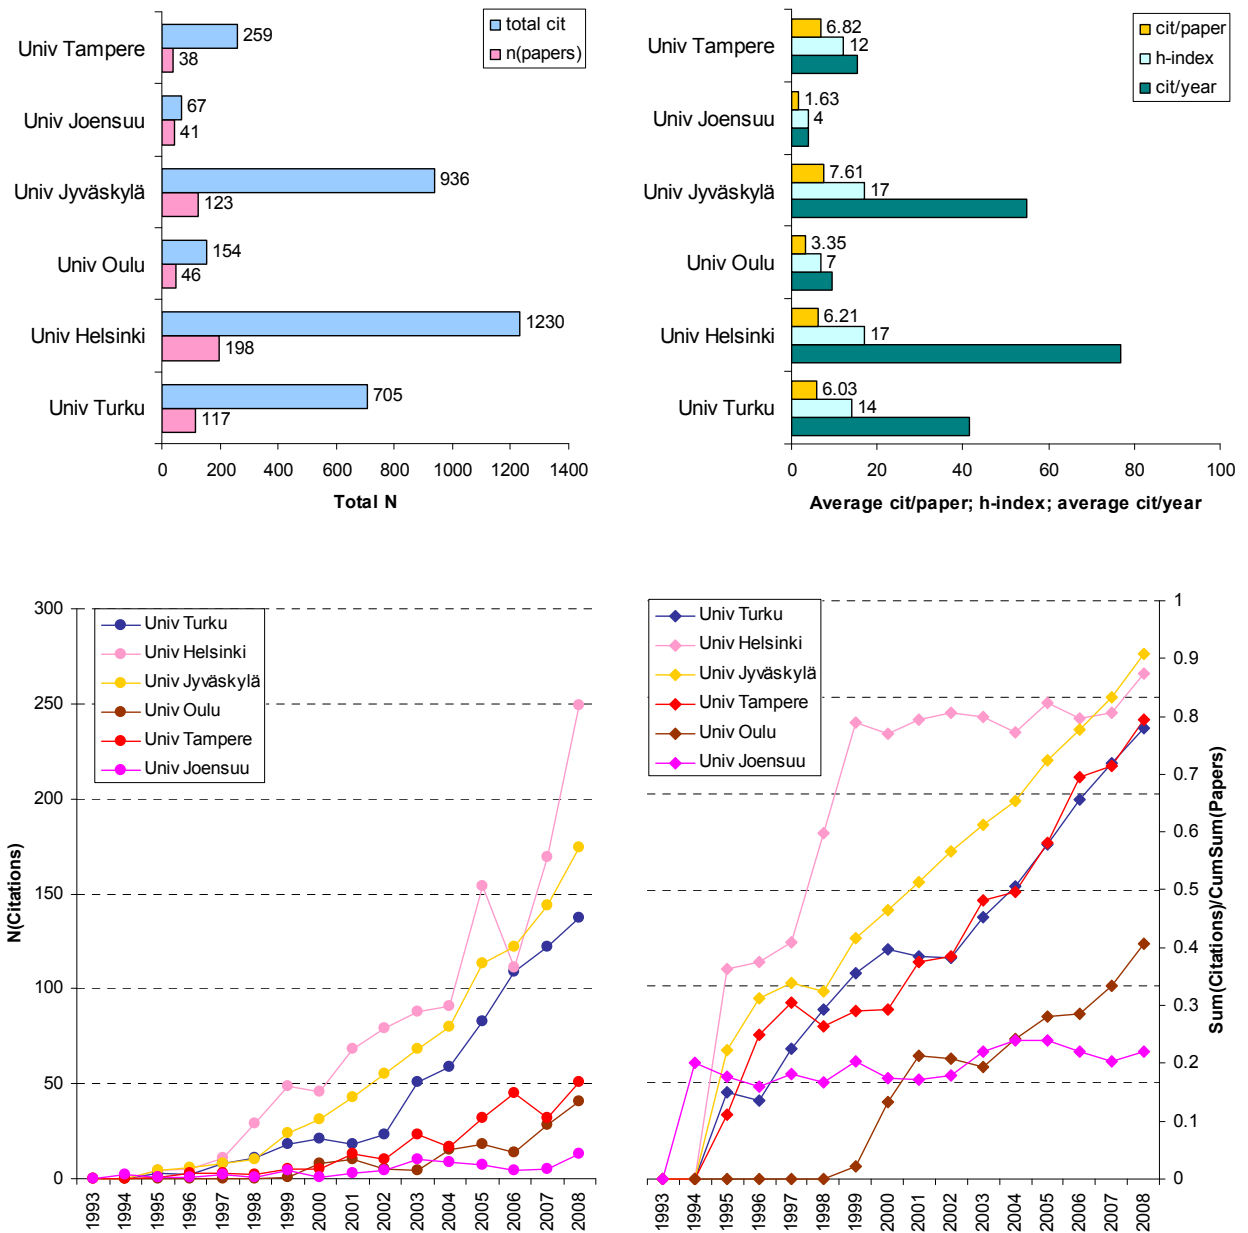 total cit
n(papers)
Univ Tampere
259
38
Univ Joensuu
67
41
Univ Jyväskylä
936
123
Univ Oulu
154
46
Univ Helsinki
1230
198
Univ Turku
705
117
0 200 400 600 800 1000 1200 1400
Total N
cit/paper
h-index
cit/year
Univ Tampere
6.82
12
Univ Joensuu
1.63
4
Univ Jyväskylä
7.61
17
Univ Oulu
3.35
7
Univ Helsinki
6.21
17
Univ Turku
6.03
14
0 20 40 60 80 100
Average cit/paper; h-index; average cit/year
N(Citations)
300
250
200
150
100
50
0
Univ Turku
Univ Helsinki
Univ Jyväskylä
Univ Oulu
Univ Tampere
Univ Joensuu
1993 1994 1995 1996 1997 1998 1999 2000 2001 2002 2003 2004 2005 2006 2007 2008
Univ Turku
Univ Helsinki
Univ Jyväskylä
Univ Tampere
Univ Oulu
Univ Joensuu
1
0.9
0.8
0.7
0.6
0.5
0.4
0.3
0.2
0.1
0
Sum(Citations)/CumSum(Papers)
1993 1994 1995 1996 1997 1998 1999 2000 2001 2002 2003 2004 2005 2006 2007 2008